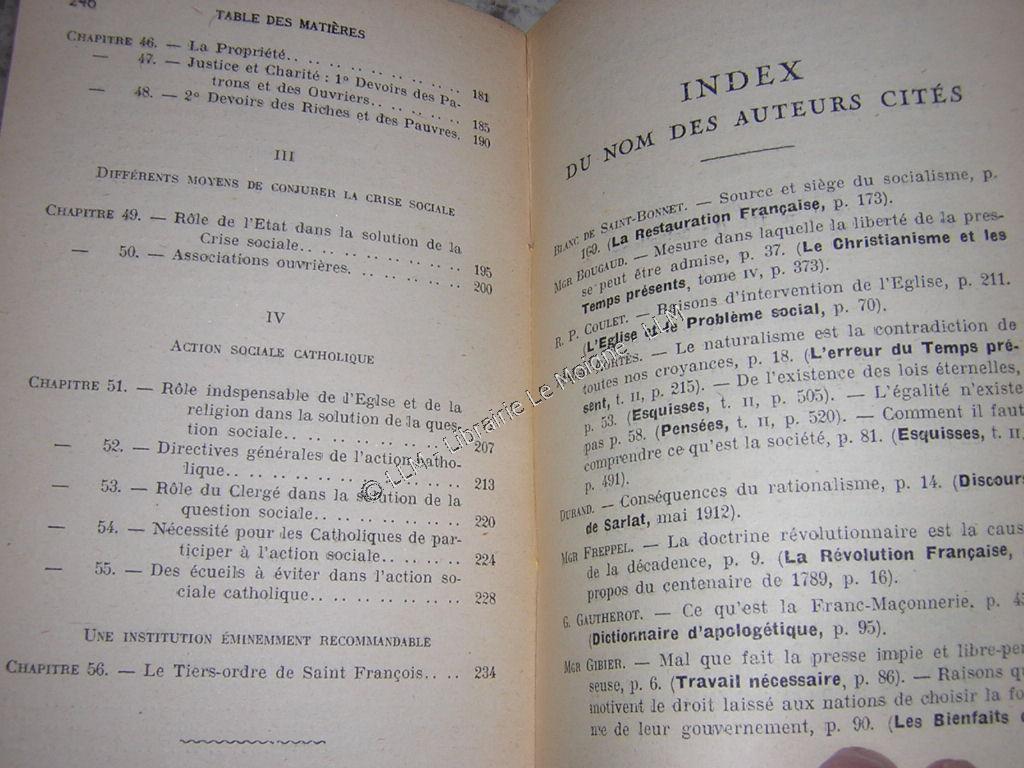 246
TABLE DES MATIÈRES
CHAPITRE 46. — La Propriété.. .. .. .. .. .. .. .. .. 181
— 47. — Justice et Charité : 1º Devoirs des Pa-
trons et des Ouvriers.. .. .. .. .. 185
— 48. — 2º Devoirs des Riches et des Pauvres. 190
III
DIFFÉRENTS MOYENS DE CONJURER LA CRISE SOCIALE
CHAPITRE 49. — Rôle de l'Etat dans la solution de la
Crise sociale.. .. .. .. .. .. .. .. 195
— 50. — Associations ouvrières. .. .. .. .. .. 200
IV
ACTION SOCIALE CATHOLIQUE
CHAPITRE 51. — Rôle indspensable de l'Eglse et de la
religion dans la solution de la ques-
tion sociale.. .. .. .. .. .. .. .. 207
— 52. — Directives générales de l'action catho-
lique.. .. .. .. .. .. .. .. .. .. 213
— 53. — Rôle du Clergé dans la solution de la
question sociale.. .. .. .. .. .. .. 220
— 54. — Nécessité pour les Catholiques de par-
ticiper à l'action sociale.. .. .. .. 224
— 55. — Des écueils à éviter dans l'action so-
ciale catholique.. .. .. .. .. .. .. 228
UNE INSTITUTION ÉMINEMMENT RECOMMANDABLE
CHAPITRE 56. — Le Tiers-ordre de Saint François.. .. 234
INDEX
DU NOM DES AUTEURS CITÉS
BLANC DE SAINT-BONNET. — Source et siège du socialisme, p.
169. (La Restauration Française, p. 173).
MGR BOUGAUD. — Mesure dans laquelle la liberté de la pres-
se peut être admise, p. 37. (Le Christianisme et les
Temps présents, tome IV, p. 373).
R. P. COULET. — Raisons d'intervention de l'Eglise, p. 211.
(L'Eglise et le Problème social, p. 70).
CORTÈS. — Le naturalisme est la contradiction de
toutes nos croyances, p. 18. (L'erreur du Temps pré-
sent, t. II, p. 215). — De l'existence des lois éternelles,
p. 53. (Esquisses, t. II, p. 505). — L'égalité n'existe
pas p. 58. (Pensées, t. II, p. 520). — Comment il faut
comprendre ce qu'est la société, p. 81. (Esquisses, t. II,
p. 491).
DURAND. — Conséquences du rationalisme, p. 14. (Discours
de Sarlat, mai 1912).
MGR FREPPEL. — La doctrine révolutionnaire est la caus
de la décadence, p. 9. (La Révolution Française,
propos du centenaire de 1789, p. 16).
G. GAUTHEROT. — Ce qu'est la Franc-Maçonnerie. p. 4
(Dictionnaire d'apologétique, p. 95).
MGR GIBIER. — Mal que fait la presse impie et libre-pen
seuse, p. 6. (Travail nécessaire, p. 86). — Raisons qu
motivent le droit laissé aux nations de choisir la fo
me de leur gouvernement, p. 90. (Les Bienfaits
© LLM - Librairie Le Moigne - LLM